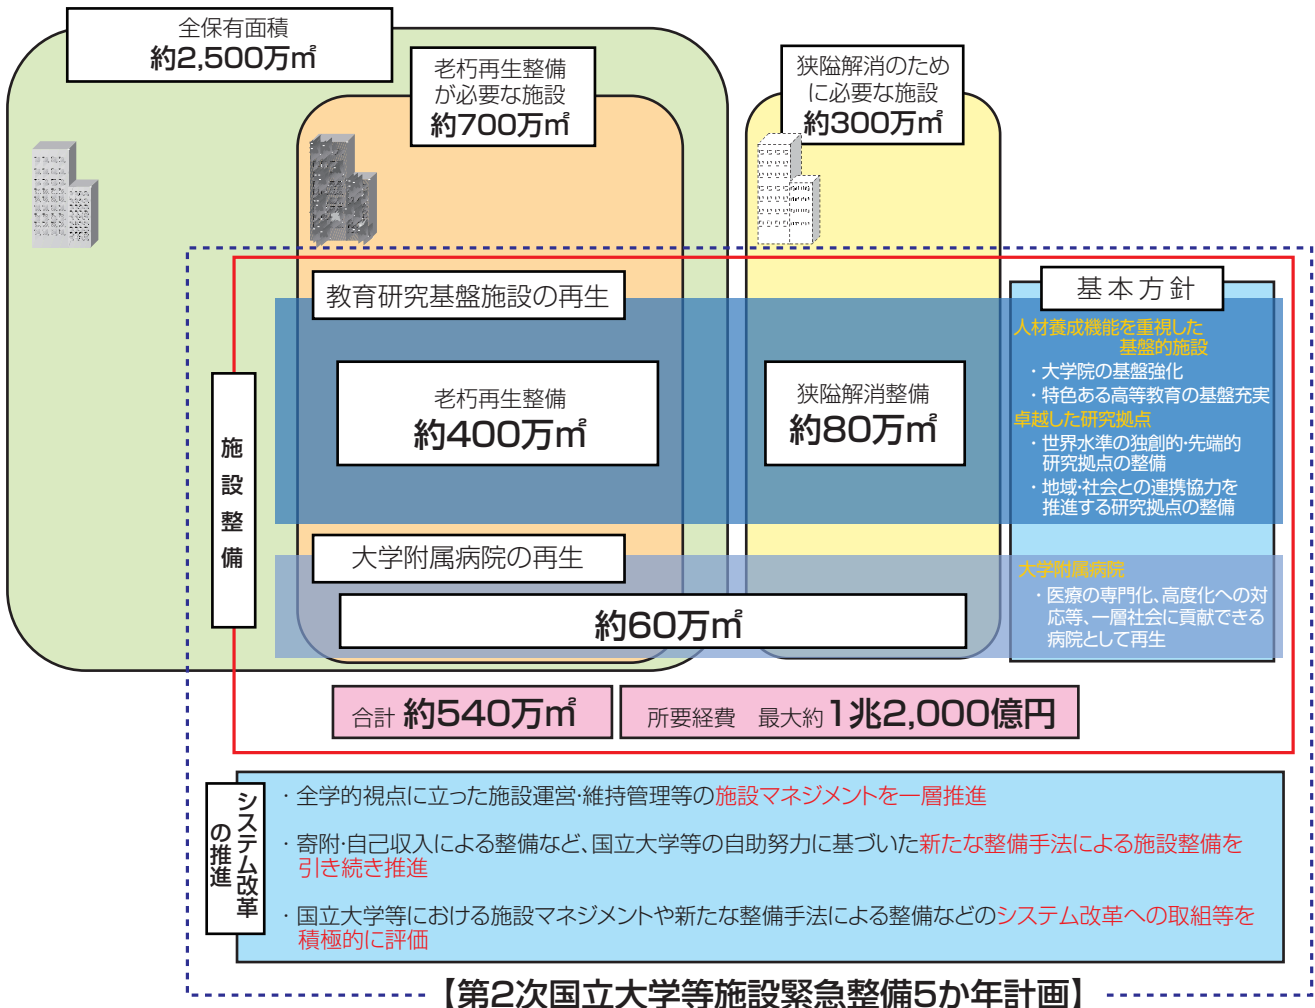 全保有面積
約2,500万㎡
老朽再生整備
が必要な施設
約700万㎡
狭隘解消のため
に必要な施設
約300万㎡
施設整備
教育研究基盤施設の再生
老朽再生整備
約400万㎡
狭隘解消整備
約80万㎡
大学附属病院の再生
約60万㎡
基本方針
人材養成機能を重視した
基盤的施設
・大学院の基盤強化
・特色ある高等教育の基盤充実
卓越した研究拠点
・世界水準の独創的・先端的
研究拠点の整備
・地域・社会との連携協力を
推進する研究拠点の整備
大学附属病院
・医療の専門化、高度化への対
応等、一層社会に貢献できる
病院として再生
合計 約540万㎡
所要経費 最大約1兆2,000億円
システム改革
の推進
・全学的視点に立った施設運営・維持管理等の施設マネジメントを一層推進
・寄附・自己収入による整備など、国立大学等の自助努力に基づいた新たな整備手法による施設整備を
引き続き推進
・国立大学等における施設マネジメントや新たな整備手法による整備などのシステム改革への取組等を
積極的に評価
【第2次国立大学等施設緊急整備5か年計画】